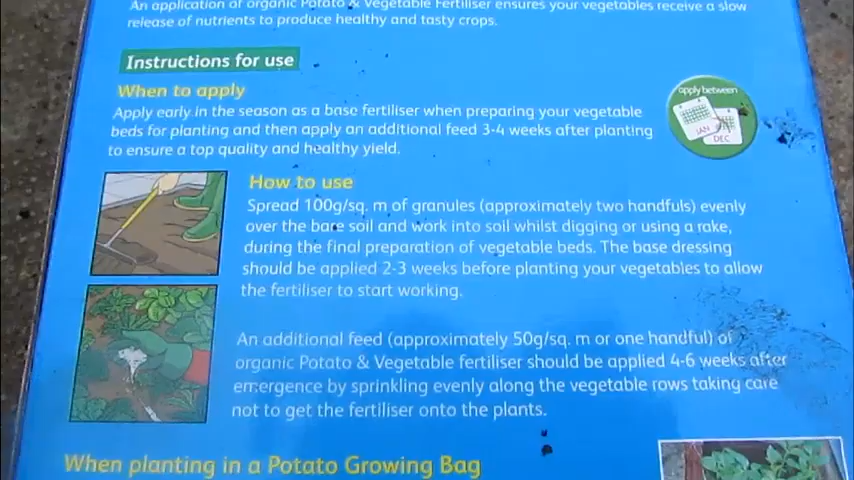 An application of organic Potato & Vegetable Fertiliser ensures your vegetables receive a slow
release of nutrients to produce healthy and tasty crops.
Instructions for use
When to apply
Apply early in the season as a base fertiliser when preparing your vegetable
beds for planting and then apply an additional feed 3-4 weeks after planting
to ensure a top quality and healthy yield.
apply between
JAN
DEC
How to use
Spread 100g/sq. m of granules (approximately two handfuls) evenly
over the bare soil and work into soil whilst digging or using a rake,
during the final preparation of vegetable beds. The base dressing
should be applied 2-3 weeks before planting your vegetables to allow
the fertiliser to start working.
An additional feed (approximately 50g/sq. m or one handful) of
organic Potato & Vegetable fertiliser should be applied 4-6 weeks after
emergence by sprinkling evenly along the vegetable rows taking care
not to get the fertiliser onto the plants.
When planting in a Potato Growing Bag